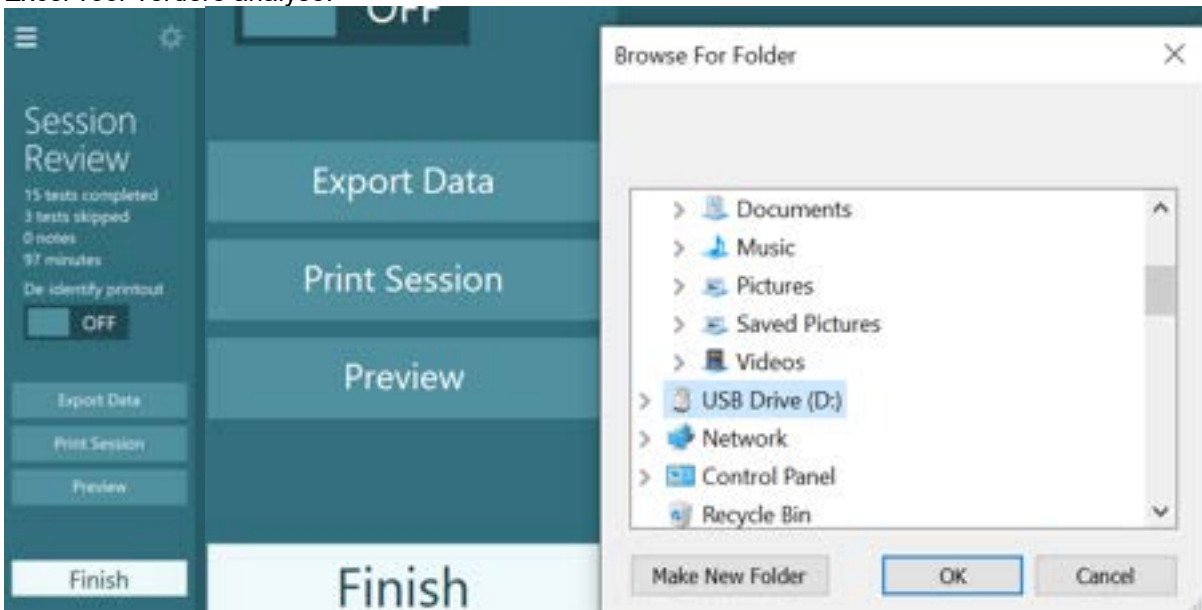 Session
Review
15 tests completed
3 tests skipped
0 notes
97 minutes
De identify printout
OFF
Export Data
Print Session
Preview
Finish
OFF
Export Data
Print Session
Preview
Finish
Browse For Folder
Documents
Music
Pictures
Saved Pictures
Videos
USB Drive (D:)
Network
Control Panel
Recycle Bin
Make New Folder OK Cancel